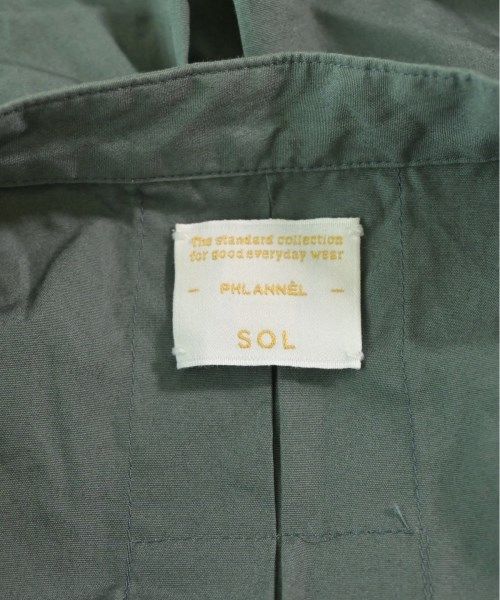 The standard collection
for good everyday wear
- PHLANNÈL -
SOL